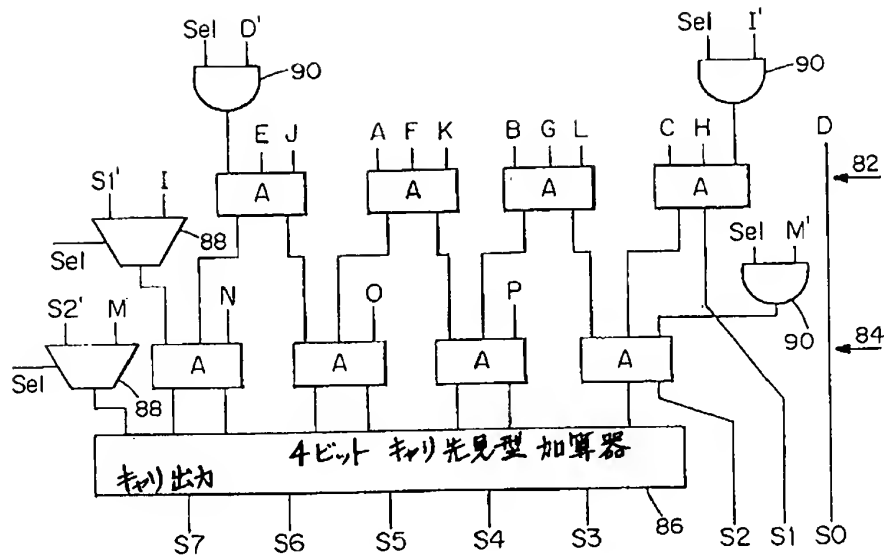 Sel D' 90 Sel I' 90
E J A F K B G L C H D
A A A A 82
S1' I 88 Sel
Sel M' 90
S2' M 88 Sel
N O P
A A A A 84
4ビット キャリ先見型 加算器
キャリ出力
86
S7 S6 S5 S4 S3 S2 S1 S0